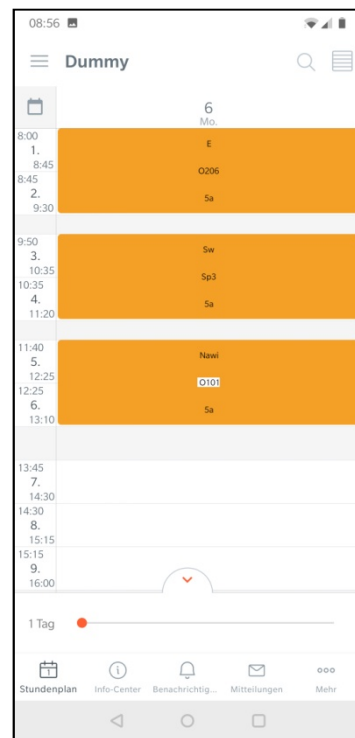 08:56
Dummy
6
Mo.
8:00
1.
8:45
E
O206
5a
8:45
2.
9:30
9:50
3.
10:35
Sw
Sp3
5a
10:35
4.
11:20
11:40
5.
12:25
Nawi
O101
5a
12:25
6.
13:10
13:45
7.
14:30
14:30
8.
15:15
15:15
9.
16:00
1 Tag
1
Stundenplan Info-Center Benachrichtig... Mitteilungen Mehr